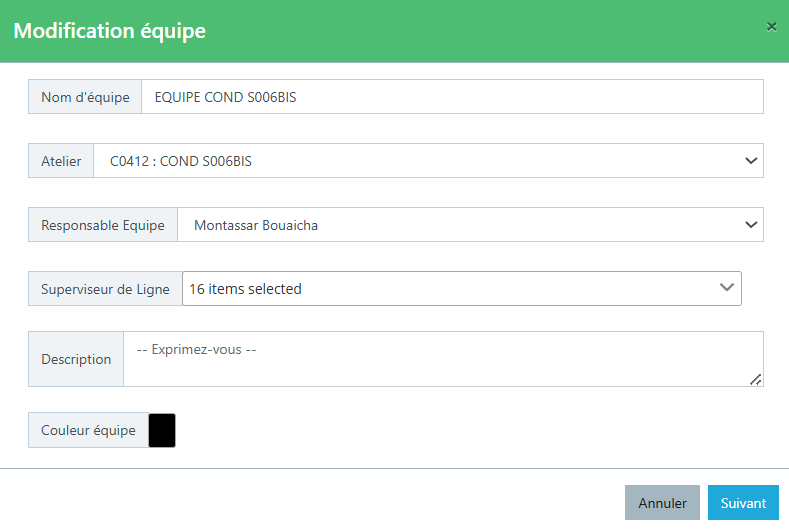 Modification équipe
×
Nom d'équipe EQUIPE COND S006BIS
Atelier C0412 : COND S006BIS
Responsable Equipe Montassar Bouaicha
Superviseur de Ligne 16 items selected
Description -- Exprimez-vous --
Couleur équipe
Annuler Suivant